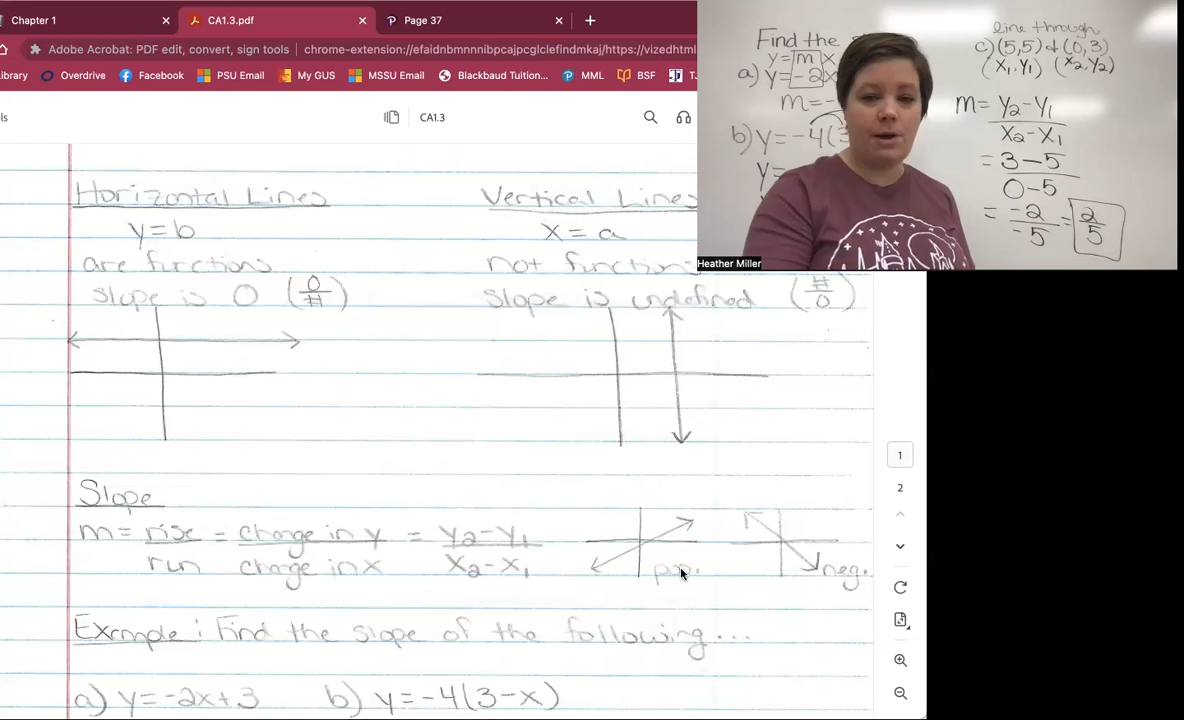 Chapter 1
CA1.3.pdf
Page 37
Adobe Acrobat: PDF edit, convert, sign tools
chrome-extension://efaidnbmnnnibpcajpcglclefindmkaj/https://vizedhtml
Library
Overdrive
Facebook
PSU Email
My GUS
MSSU Email
Blackbaud Tuition...
MML
BSF
CA1.3
Horizontal Lines
y=b
are functions
slope is 0 (0/#)
Vertical Lines
x=a
not functions
slope is undefined (#/0)
Slope
m= rise/run = change in y/change in x = y2-y1/x2-x1
pos.
neg.
Example: Find the slope of the following...
a) y=-2x+3 b) y=-4(3-x)
1
2
Find the
y=mx
a) y=-2x
m=-
b) y=-4(3
y=
line through
c) (5,5) & (0,3)
(x1,y1) (x2,y2)
m= y2-y1
x2-x1
= 3-5
0-5
= -2/-5 = 2/5
Heather Miller